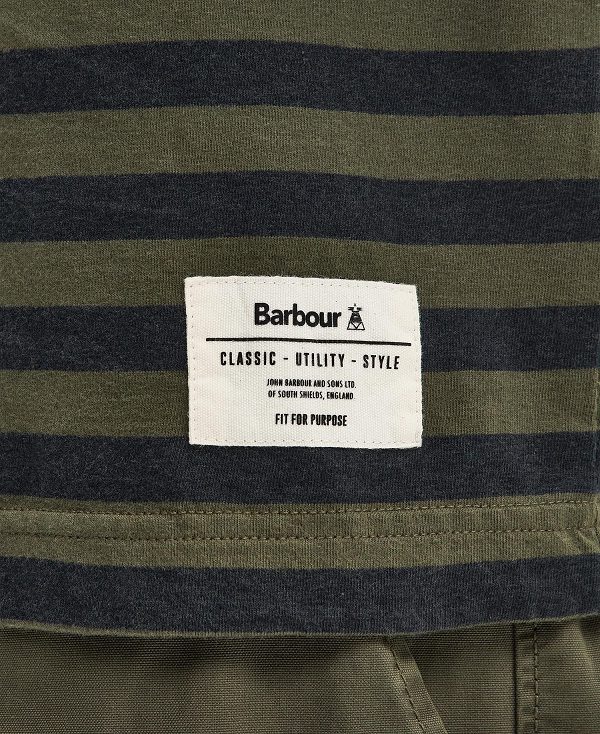 Barbour
CLASSIC - UTILITY - STYLE
JOHN BARBOUR AND SONS LTD.
OF SOUTH SHIELDS, ENGLAND.
FIT FOR PURPOSE